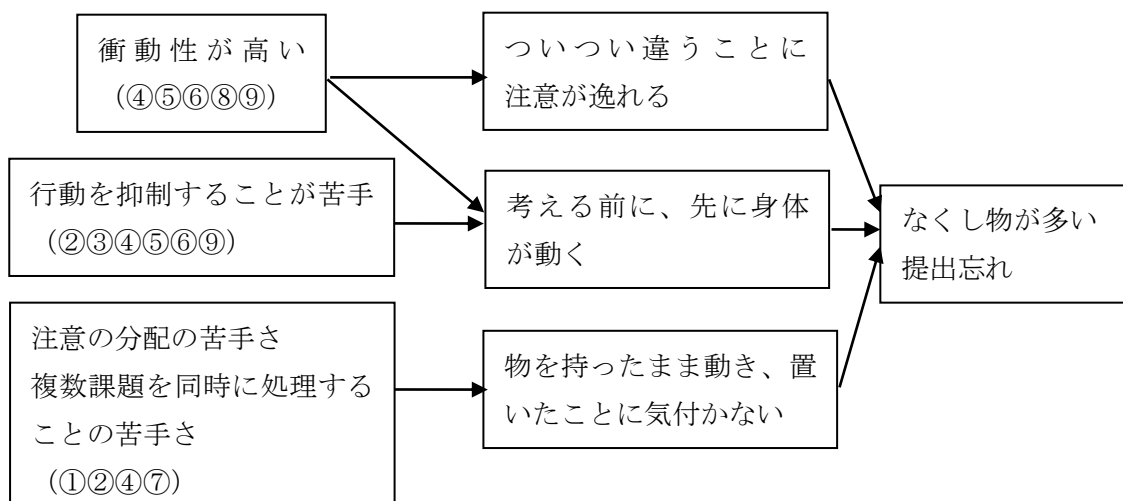 衝動性が高い
（④⑤⑥⑧⑨）
ついつい違うことに
注意が逸れる
行動を抑制することが苦手
（②③④⑤⑥⑨）
考える前に、先に身体
が動く
なくし物が多い
提出忘れ
注意の分配の苦手さ
複数課題を同時に処理する
ことの苦手さ
（①②④⑦）
物を持ったまま動き、置
いたことに気付かない